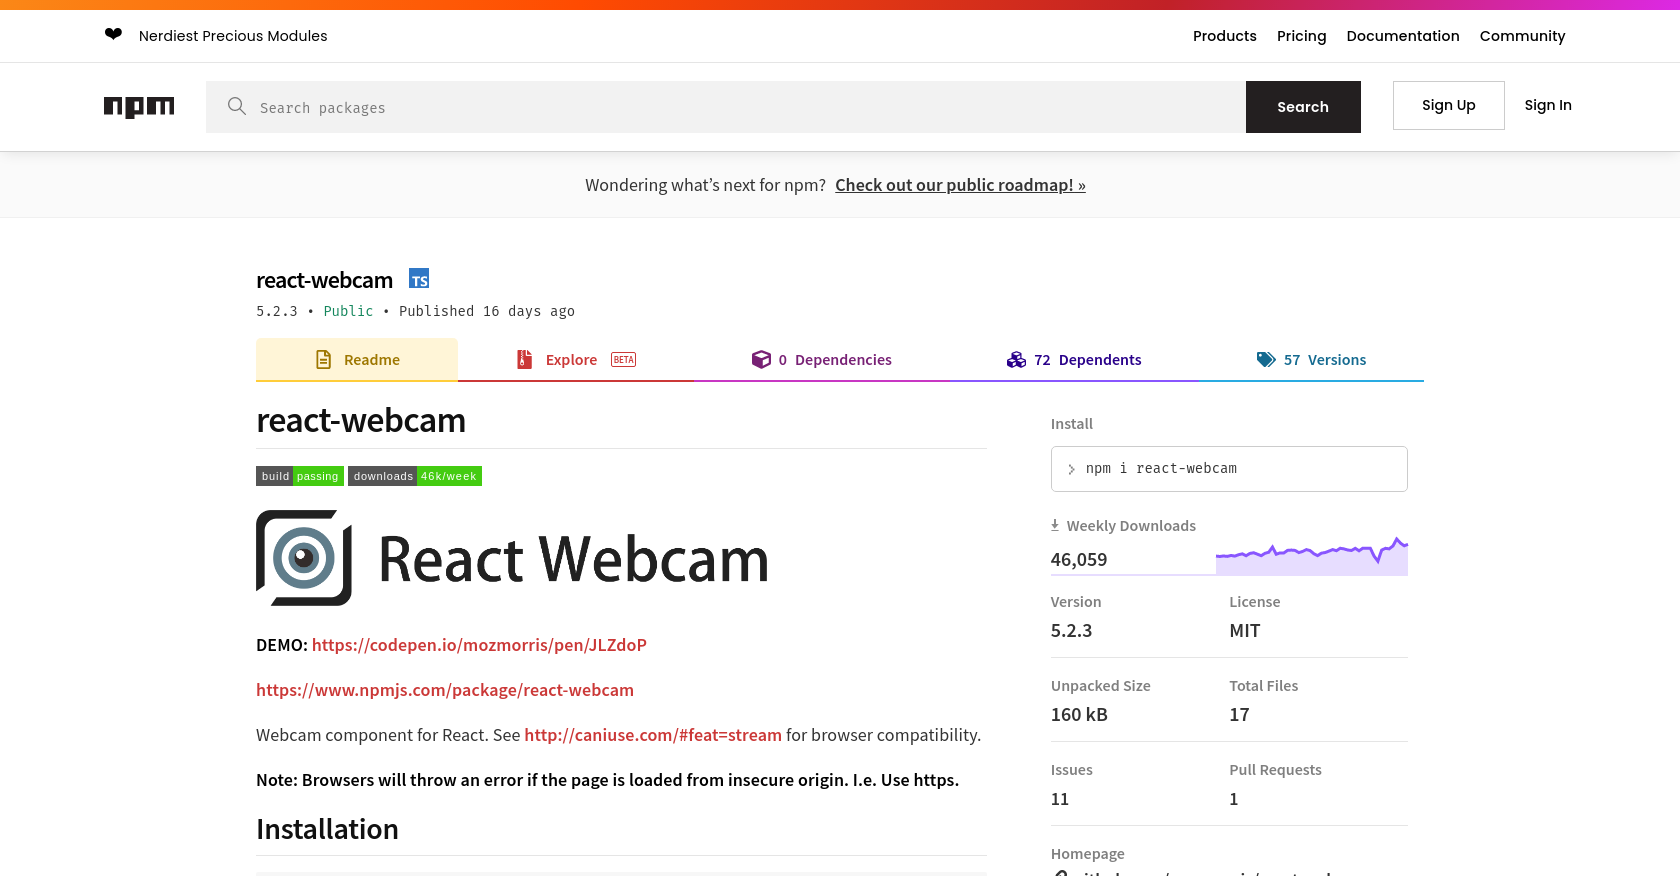 ❤ Nerdiest Precious Modules
Products Pricing Documentation Community
npm
Search packages
Search
Sign Up
Sign In
Wondering what’s next for npm? Check out our public roadmap! »
react-webcam TS
5.2.3 • Public • Published 16 days ago
Readme
Explore BETA
0 Dependencies
72 Dependents
57 Versions
react-webcam
build passing downloads 46k/week
React Webcam
DEMO: https://codepen.io/mozmorris/pen/JLZdoP
https://www.npmjs.com/package/react-webcam
Webcam component for React. See http://caniuse.com/#feat=stream for browser compatibility.
Note: Browsers will throw an error if the page is loaded from insecure origin. I.e. Use https.
Installation
Install
npm i react-webcam
Weekly Downloads
46,059
Version License
5.2.3 MIT
Unpacked Size Total Files
160 kB 17
Issues Pull Requests
11 1
Homepage